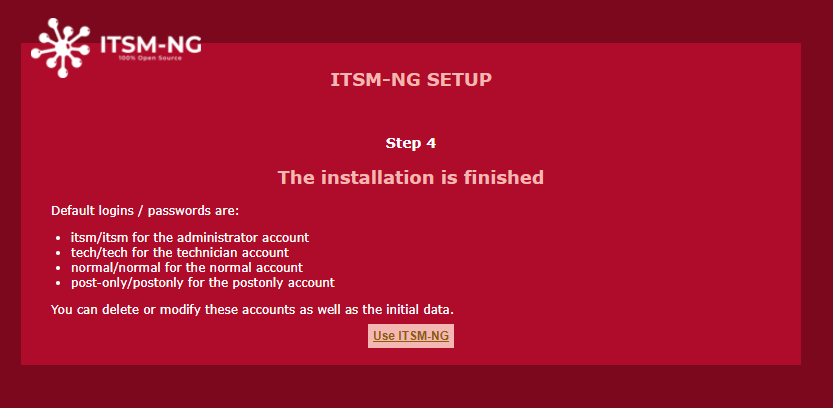 ITSM-NG
100% Open Source
ITSM-NG SETUP
Step 4
The installation is finished
Default logins / passwords are:
itsm/itsm for the administrator account
tech/tech for the technician account
normal/normal for the normal account
post-only/postonly for the postonly account
You can delete or modify these accounts as well as the initial data.
Use ITSM-NG